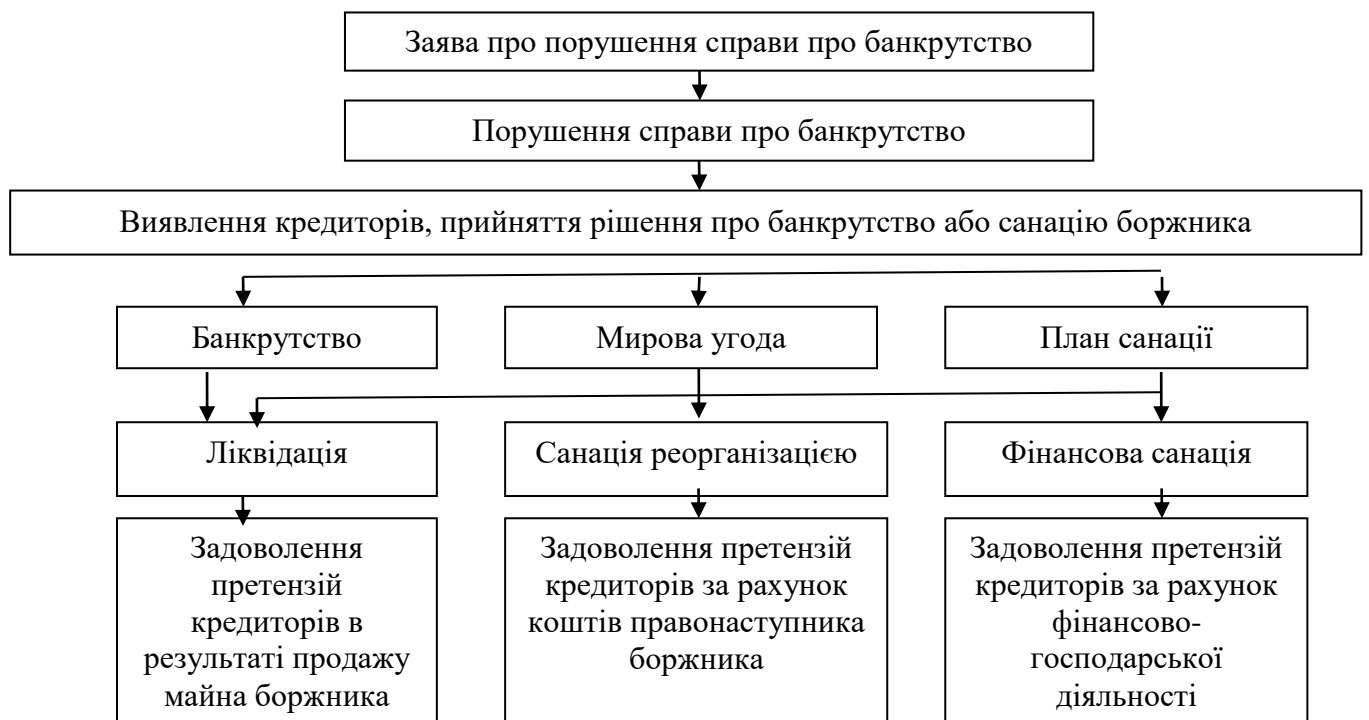 Заява про порушення справи про банкрутство
Порушення справи про банкрутство
Виявлення кредиторів, прийняття рішення про банкрутство або санацію боржника
Банкрутство
Мирова угода
План санації
Ліквідація
Санація реорганізацією
Фінансова санація
Задоволення
претензій
кредиторів в
результаті продажу
майна боржника
Задоволення претензій
кредиторів за рахунок
коштів правонаступника
боржника
Задоволення претензій
кредиторів за рахунок
фінансово-
господарської
діяльності